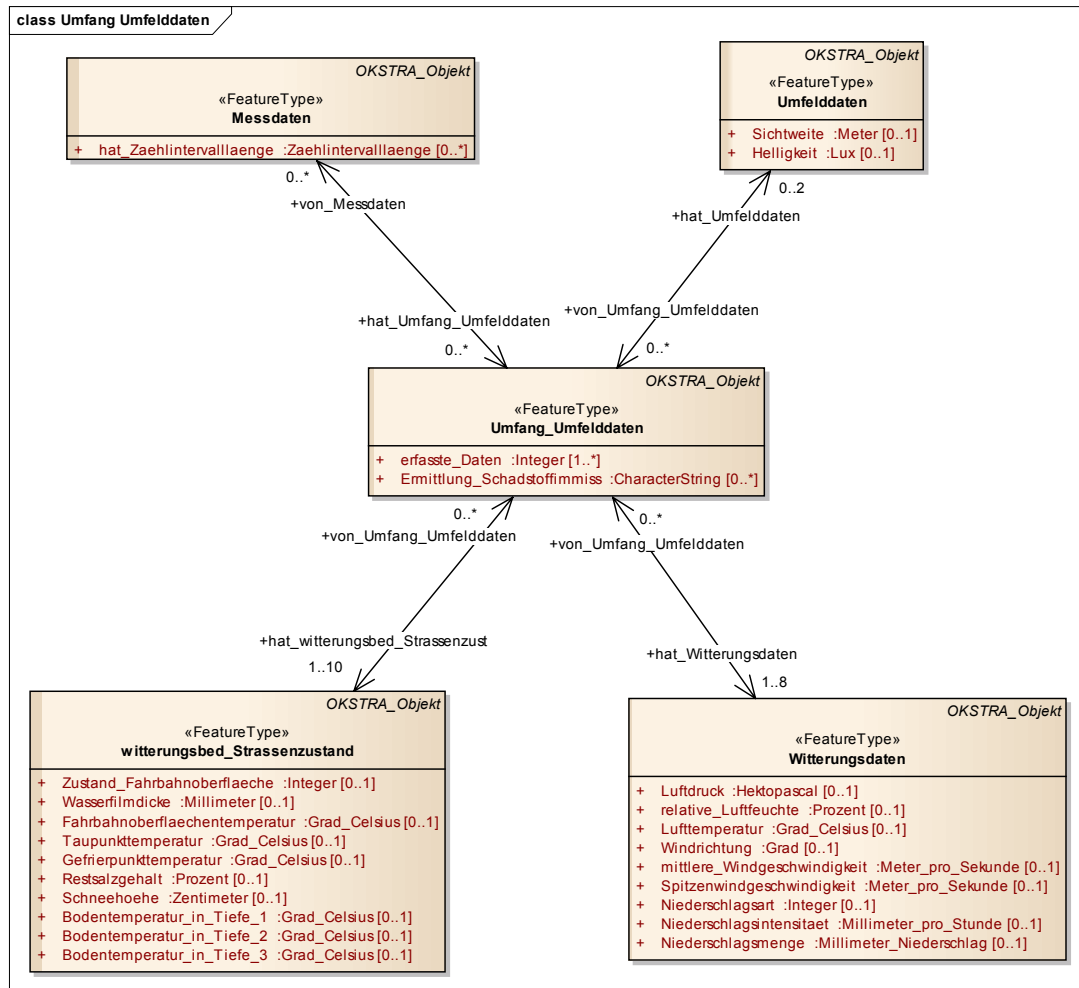 class Umfang Umfelddaten
OKSTRA_Objekt
«FeatureType»
Messdaten
+ hat_Zaehlintervalllaenge :Zaehlintervalllaenge [0..*]
OKSTRA_Objekt
«FeatureType»
Umfelddaten
+ Sichtweite :Meter [0..1]
+ Helligkeit :Lux [0..1]
0..*
+von_Messdaten
0..2
+hat_Umfelddaten
+hat_Umfang_Umfelddaten
0..*
+von_Umfang_Umfelddaten
0..*
OKSTRA_Objekt
«FeatureType»
Umfang_Umfelddaten
+ erfasste_Daten :Integer [1..*]
+ Ermittlung_Schadstoffimmiss :CharacterString [0..*]
0..*
+von_Umfang_Umfelddaten
0..*
+von_Umfang_Umfelddaten
+hat_witterungsbed_Strassenzust
1..10
+hat_Witterungsdaten
1..8
OKSTRA_Objekt
«FeatureType»
witterungsbed_Strassenzustand
+ Zustand_Fahrbahnoberflaeche :Integer [0..1]
+ Wasserfilmdicke :Millimeter [0..1]
+ Fahrbahnoberflaechentemperatur :Grad_Celsius [0..1]
+ Taupunkttemperatur :Grad_Celsius [0..1]
+ Gefrierpunkttemperatur :Grad_Celsius [0..1]
+ Restsalzgehalt :Prozent [0..1]
+ Schneehoehe :Zentimeter [0..1]
+ Bodentemperatur_in_Tiefe_1 :Grad_Celsius [0..1]
+ Bodentemperatur_in_Tiefe_2 :Grad_Celsius [0..1]
+ Bodentemperatur_in_Tiefe_3 :Grad_Celsius [0..1]
OKSTRA_Objekt
«FeatureType»
Witterungsdaten
+ Luftdruck :Hektopascal [0..1]
+ relative_Luftfeuchte :Prozent [0..1]
+ Lufttemperatur :Grad_Celsius [0..1]
+ Windrichtung :Grad [0..1]
+ mittlere_Windgeschwindigkeit :Meter_pro_Sekunde [0..1]
+ Spitzenwindgeschwindigkeit :Meter_pro_Sekunde [0..1]
+ Niederschlagsart :Integer [0..1]
+ Niederschlagsintensitaet :Millimeter_pro_Stunde [0..1]
+ Niederschlagsmenge :Millimeter_Niederschlag [0..1]